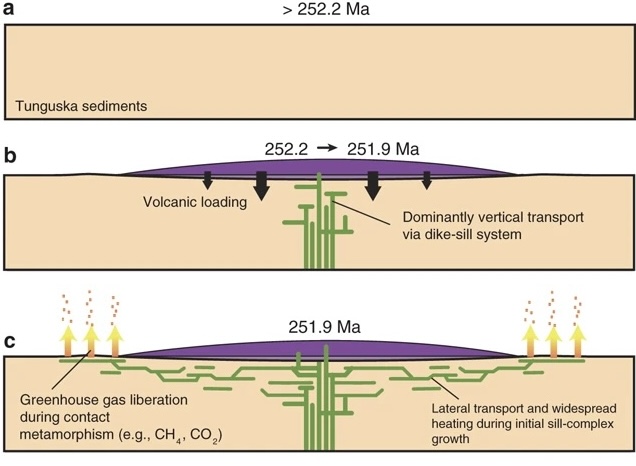 a
> 252.2 Ma
Tunguska sediments
b
252.2 → 251.9 Ma
Volcanic loading
Dominantly vertical transport
via dike-sill system
c
251.9 Ma
Greenhouse gas liberation
during contact
metamorphism (e.g., CH₄, CO₂)
Lateral transport and widespread
heating during initial sill-complex
growth